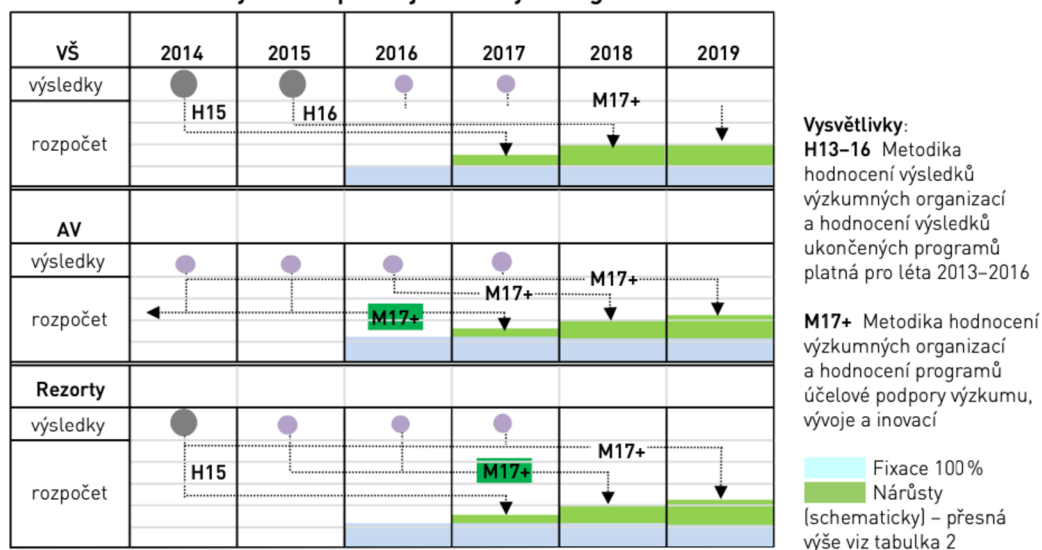 VŠ 2014 2015 2016 2017 2018 2019
výsledky
H15 H16 M17+
rozpočet
AV
výsledky
M17+
M17+
rozpočet M17+
Rezorty
výsledky
M17+
H15 M17+
rozpočet
Vysvětlivky:
H13–16 Metodika
hodnocení výsledků
výzkumných organizací
a hodnocení výsledků
ukončených programů
platná pro léta 2013–2016
M17+ Metodika hodnocení
výzkumných organizací
a hodnocení programů
účelové podpory výzkumu,
vývoje a inovací
Fixace 100 %
Nárůsty
(schematicky) – přesná
výše viz tabulka 2